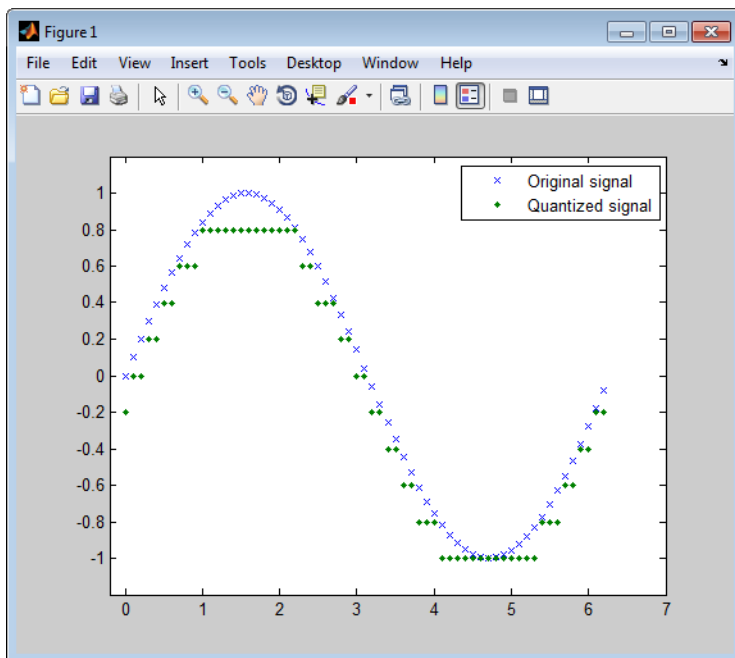 Figure 1
File Edit View Insert Tools Desktop Window Help
Original signal
Quantized signal
1
0.8
0.6
0.4
0.2
0
-0.2
-0.4
-0.6
-0.8
-1
0 1 2 3 4 5 6 7